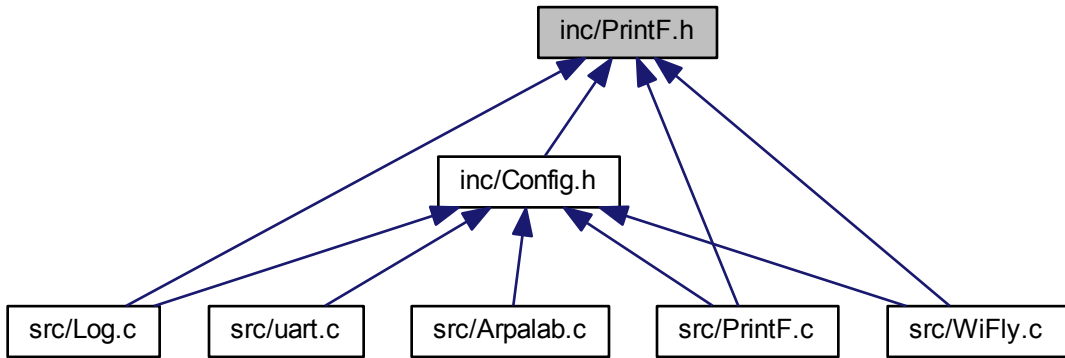 inc/PrintF.h
inc/Config.h
src/Log.c
src/uart.c
src/Arpalab.c
src/PrintF.c
src/WiFly.c